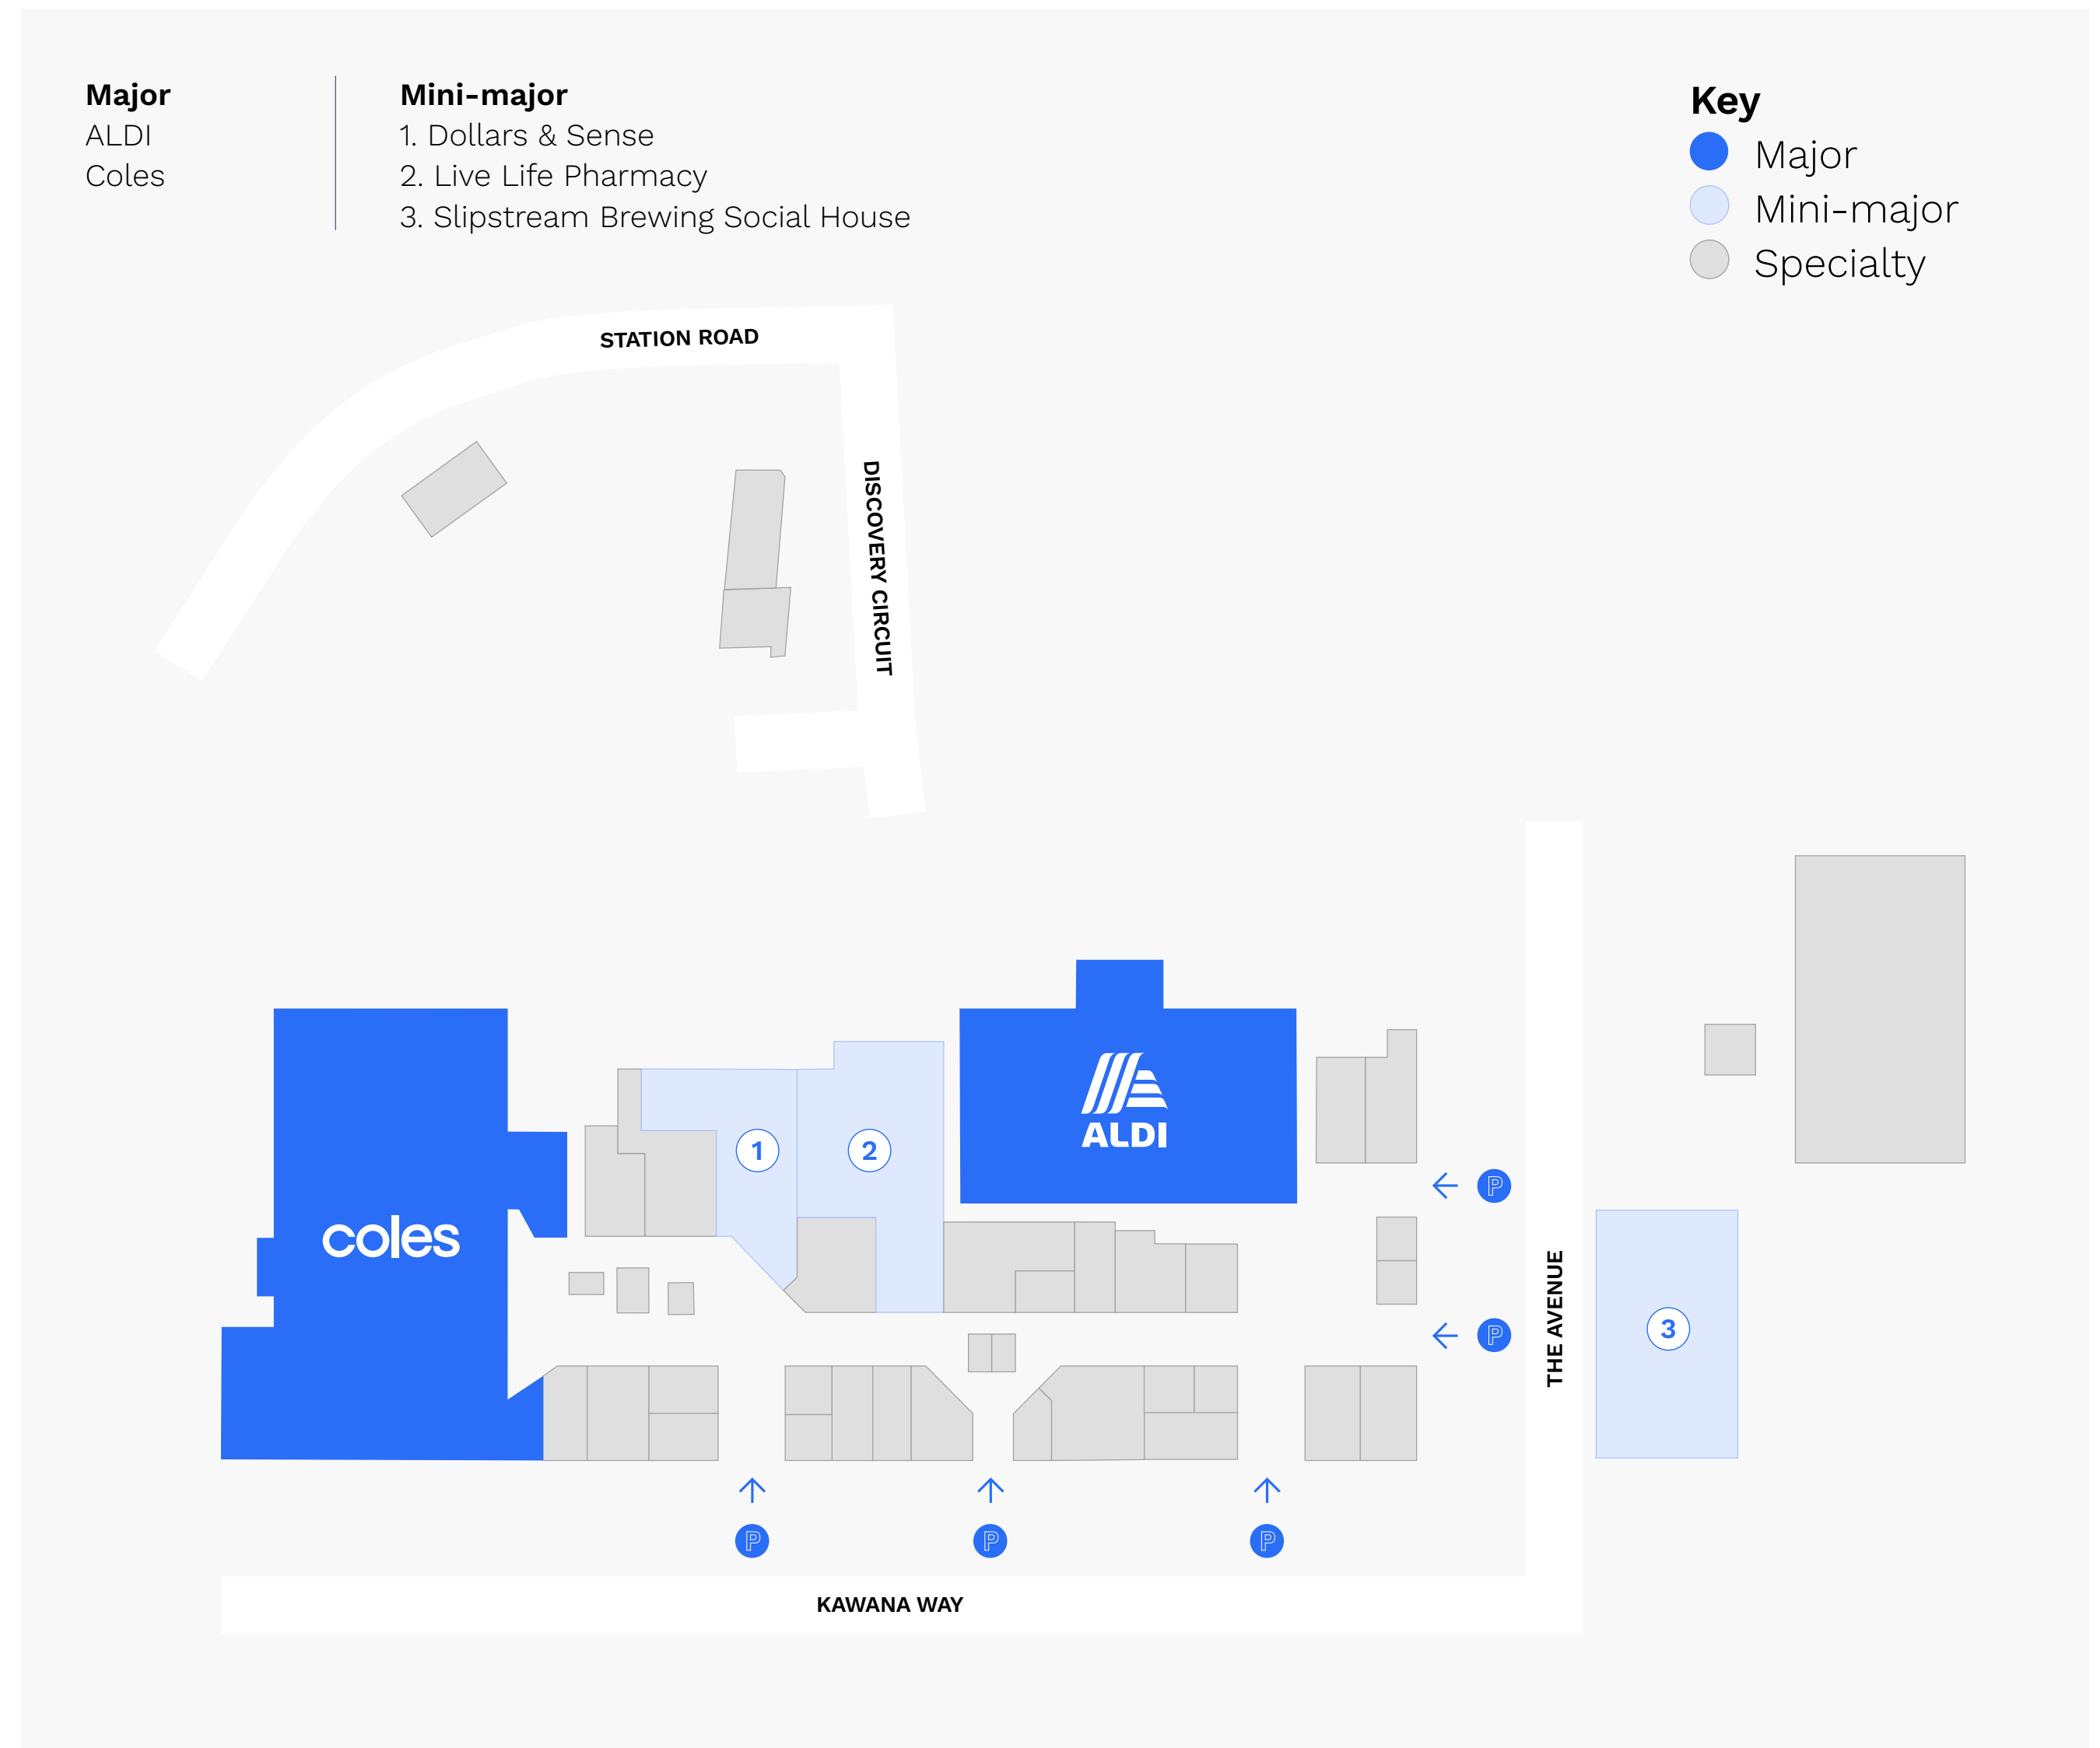 Major
ALDI
Coles
Mini-major
1. Dollars & Sense
2. Live Life Pharmacy
3. Slipstream Brewing Social House
Key
Major
Mini-major
Specialty
STATION ROAD
DISCOVERY CIRCUIT
ALDI
1
2
coles
P
P
THE AVENUE
3
P
P
P
KAWANA WAY